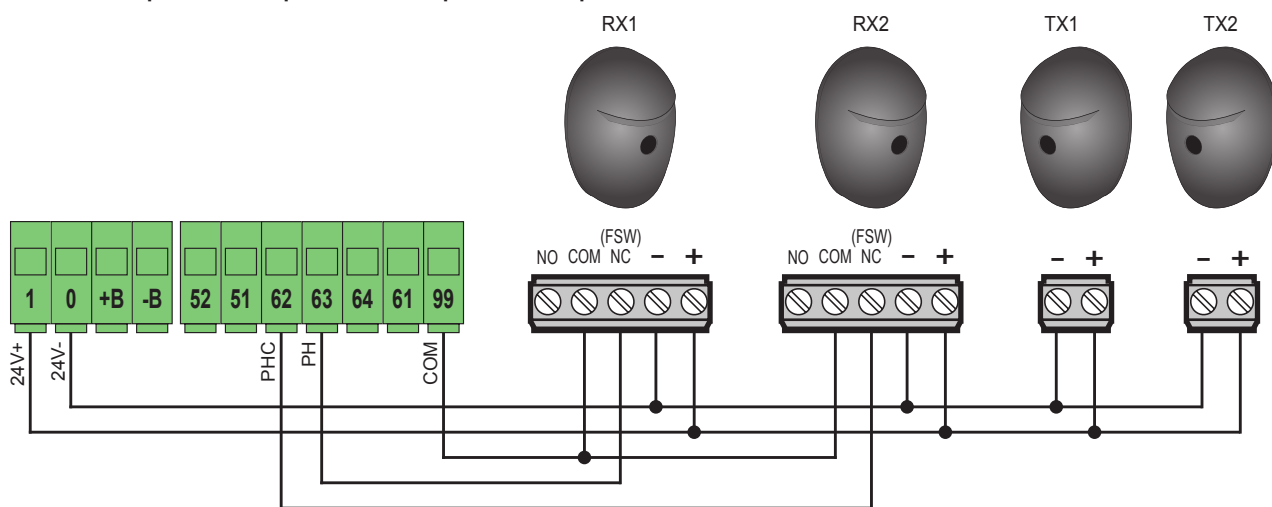 RX1 RX2 TX1 TX2
(FSW) (FSW)
NO COM NC − + NO COM NC − + − + − +
1 0 +B -B 52 51 62 63 64 61 99
24V+ 24V- PHC PH COM